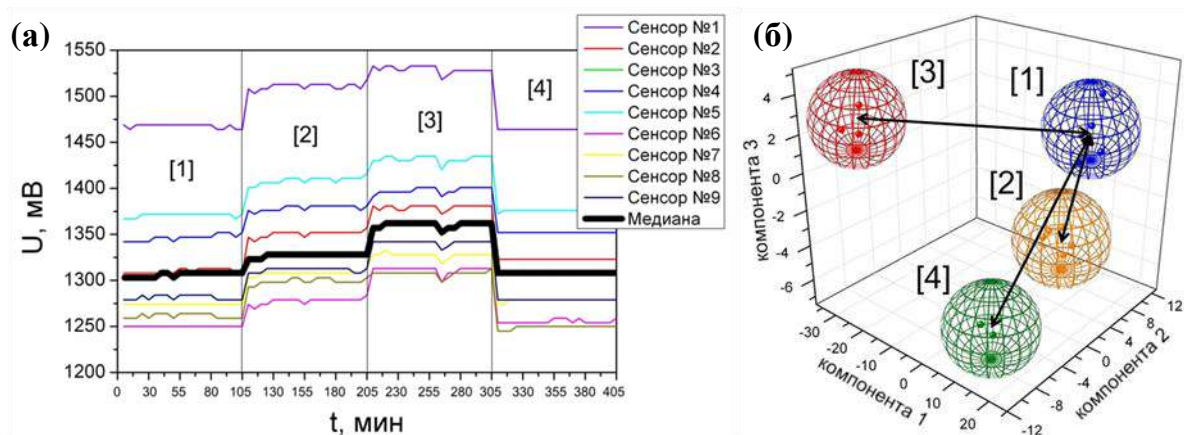 (а)
U, мВ
1550
1500
1450
1400
1350
1300
1250
1200
[1]
[2]
[3]
[4]
0 30 55 80 105 130 155 180 205 230 255 280 305 330 355 380 405
t, мин
Сенсор №1
Сенсор №2
Сенсор №3
Сенсор №4
Сенсор №5
Сенсор №6
Сенсор №7
Сенсор №8
Сенсор №9
Медиана
(б)
[3]
[1]
[2]
[4]
компонента 3
4
2
0
-2
-4
-6
-30
-20
-10
0
10
20
компонента 1
-12
-8
-4
0
4
8
12
компонента 2